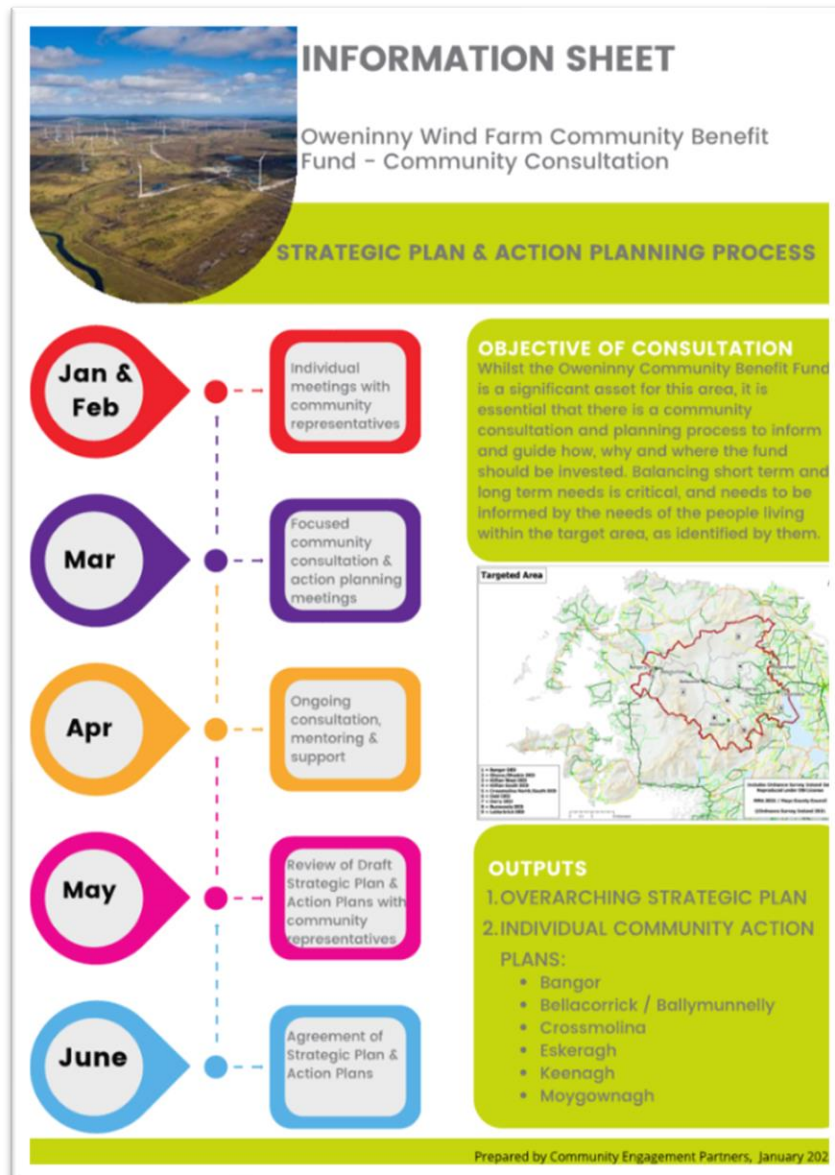 INFORMATION SHEET
Oweninny Wind Farm Community Benefit
Fund - Community Consultation
STRATEGIC PLAN & ACTION PLANNING PROCESS
Jan &
Feb
Individual
meetings with
community
representatives
Mar
Focused
community
consultation &
action planning
meetings
Apr
Ongoing
consultation,
mentoring &
support
May
Review of Draft
Strategic Plan &
Action Plans with
community
representatives
June
Agreement of
Strategic Plan &
Action Plans
OBJECTIVE OF CONSULTATION
Whilst the Oweninny Community Benefit Fund
is a significant asset for this area, it is
essential that there is a community
consultation and planning process to inform
and guide how, why and where the fund
should be invested. Balancing short term and
long term needs is critical, and needs to be
informed by the needs of the people living
within the target area, as identified by them.
Targeted Area
OUTPUTS
1.OVERARCHING STRATEGIC PLAN
2.INDIVIDUAL COMMUNITY ACTION
PLANS:
• Bangor
• Bellacorrick / Ballymunnelly
• Crossmolina
• Eskeragh
• Keenagh
• Moygownagh
Prepared by Community Engagement Partners, January 202